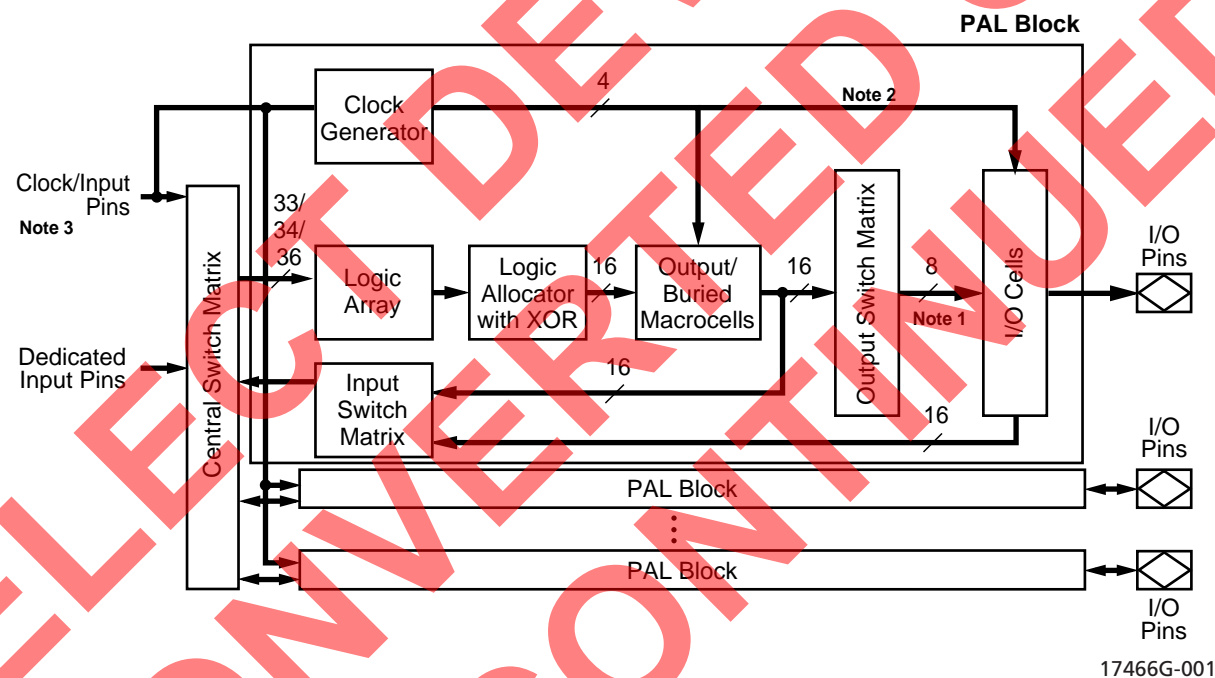 PAL Block
4
Note 2
Clock
Generator
Clock/Input
Pins
Note 3
33/
34/
36
Central Switch Matrix
Logic
Array
Logic
Allocator
with XOR
16
Output/
Buried
Macrocells
16
Output Switch Matrix
8
Note 1
I/O Cells
I/O
Pins
Dedicated
Input Pins
Input
Switch
Matrix
16
16
I/O
Pins
PAL Block
PAL Block
I/O
Pins
17466G-001
SELECT DE
CONVERTED
CONTINUED